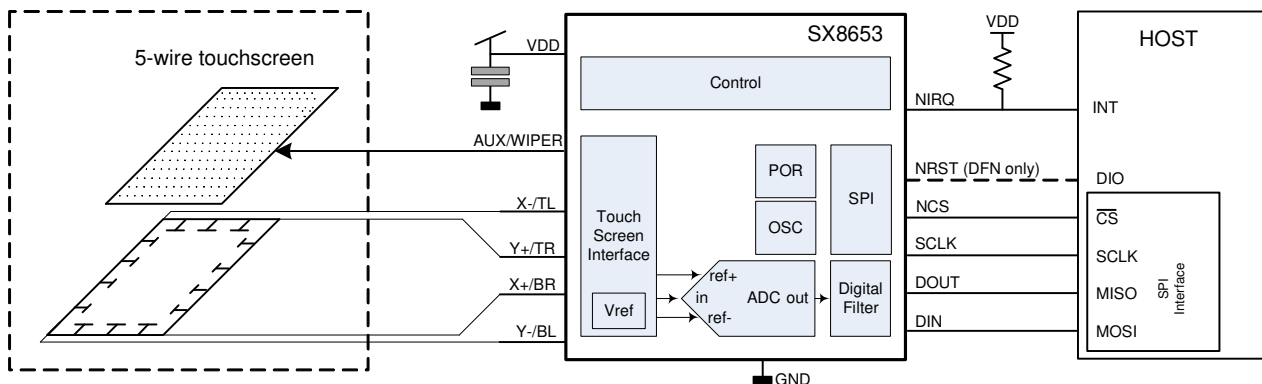 5-wire touchscreen
VDD
AUX/WIPER
X-/TL
Y+/TR
X+/BR
Y-/BL
SX8653
Control
Touch
Screen
Interface
Vref
POR
OSC
SPI
ref+
in
ref-
ADC out
Digital
Filter
GND
VDD
NIRQ
NRST (DFN only)
NCS
SCLK
DOUT
DIN
HOST
INT
DIO
CS
SCLK
MISO
MOSI
SPI
Interface